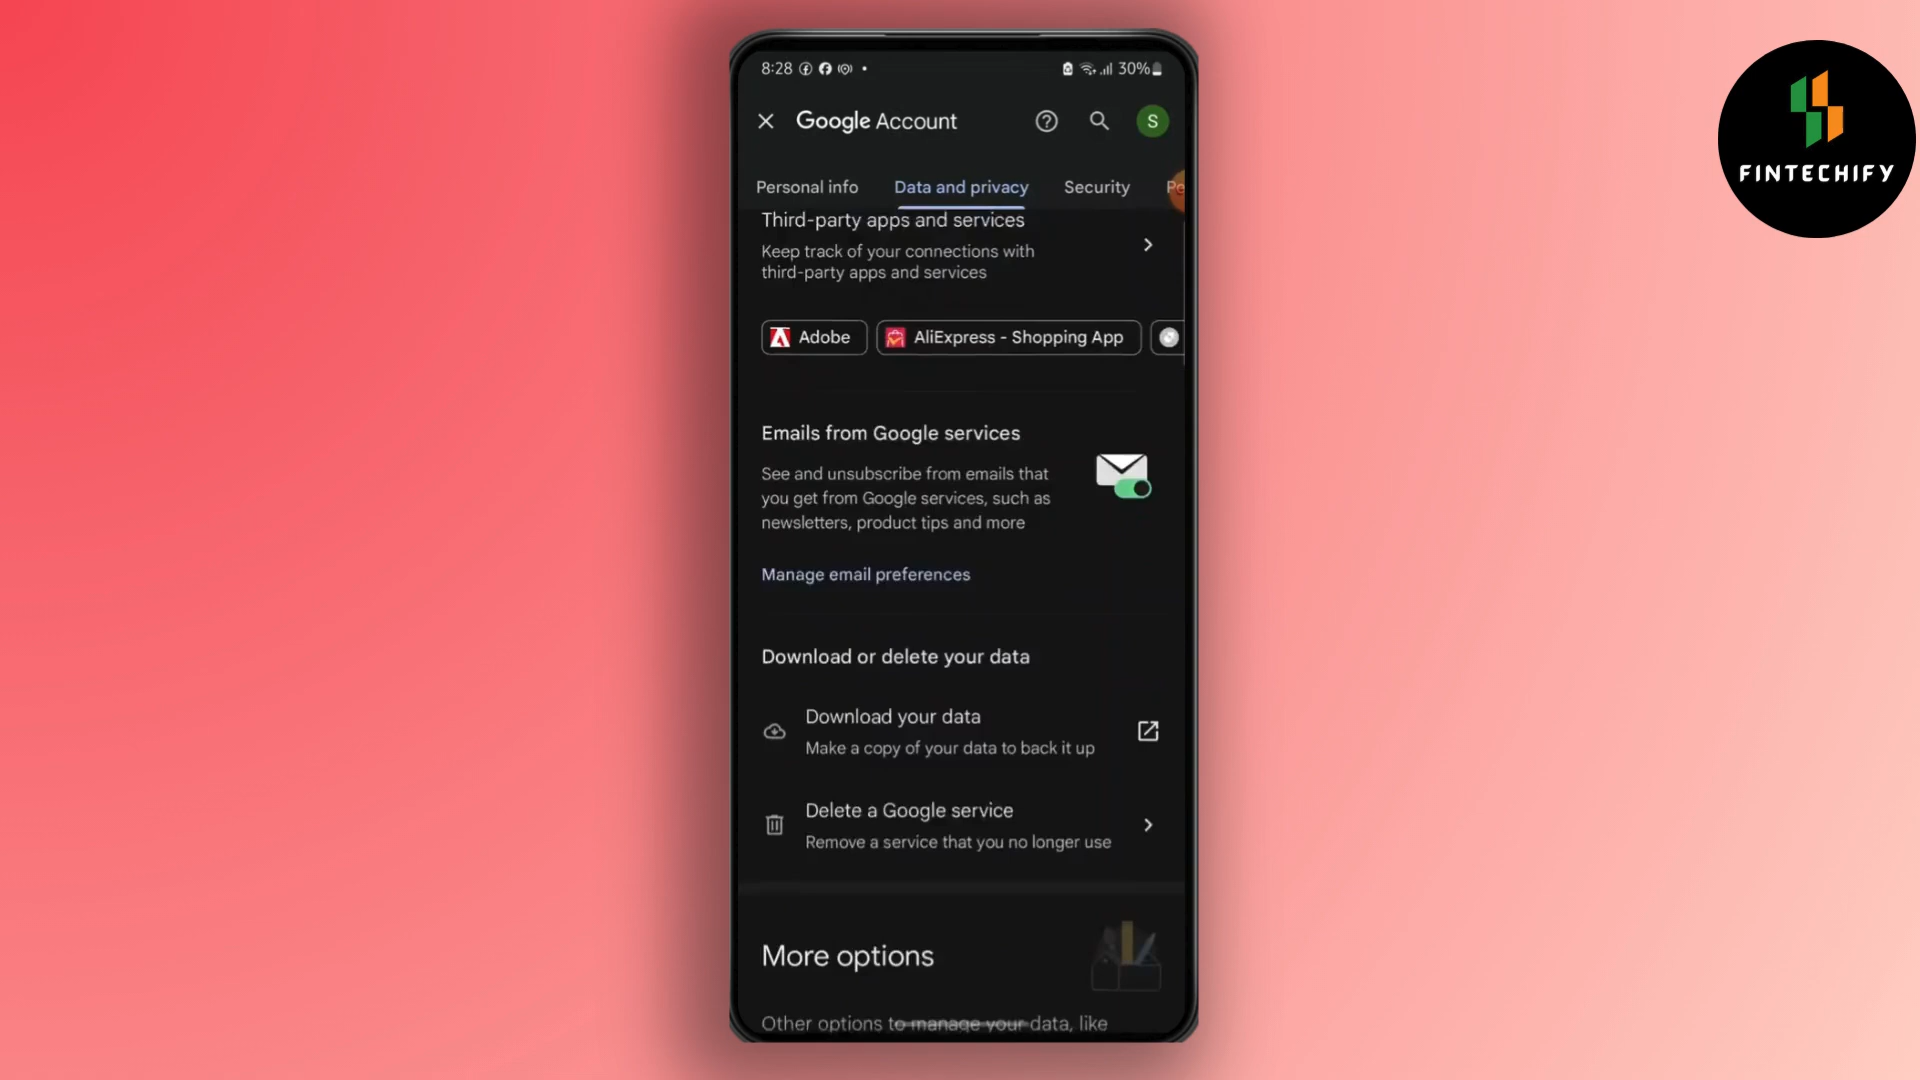 8:28
30%
Google Account
S
Personal info
Data and privacy
Security
Third-party apps and services
Keep track of your connections with
third-party apps and services
Adobe
AliExpress - Shopping App
Emails from Google services
See and unsubscribe from emails that
you get from Google services, such as
newsletters, product tips and more
Manage email preferences
Download or delete your data
Download your data
Make a copy of your data to back it up
Delete a Google service
Remove a service that you no longer use
More options
Other options to manage your data, like
FINTECHIFY